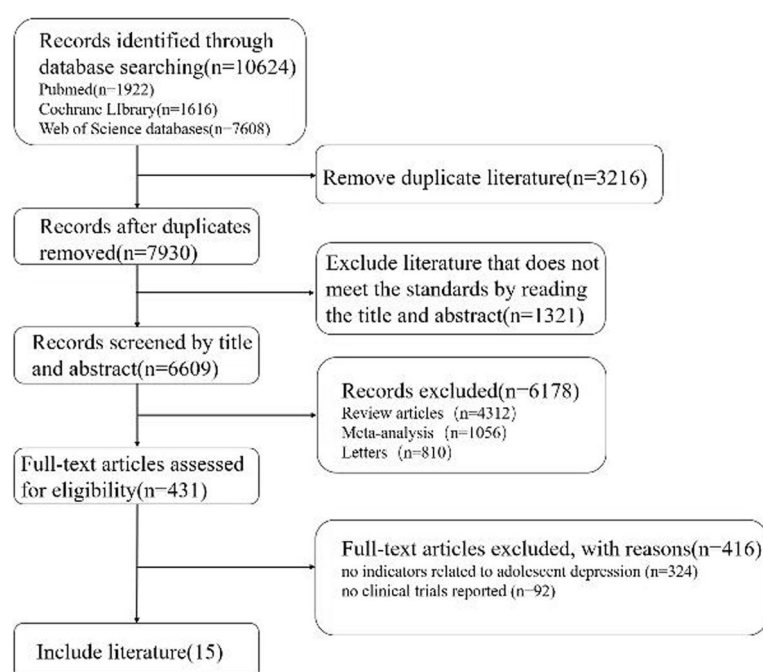 Records identified through
database searching(n=10624)
Pubmed(n=1922)
Cochrane LIbrary(n=1616)
Web of Science databases(n=7608)
Remove duplicate literature(n=3216)
Records after duplicates
removed(n=7930)
Exclude literature that does not
meet the standards by reading
the title and abstract(n=1321)
Records screened by title
and abstract(n=6609)
Records excluded(n=6178)
Review articles (n=4312)
Meta-analysis (n=1056)
Letters (n=810)
Full-text articles assessed
for eligibility(n=431)
Full-text articles excluded, with reasons(n=416)
no indicators related to adolescent depression (n=324)
no clinical trials reported (n=92)
Include literature(15)